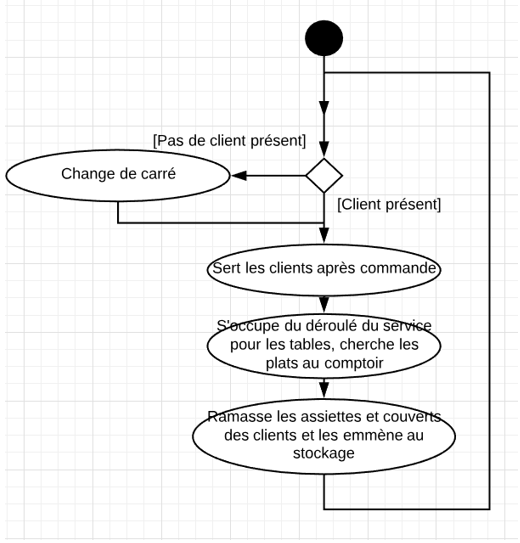 [Pas de client présent]
Change de carré
[Client présent]
Sert les clients après commande
S'occupe du déroulé du service
pour les tables, cherche les
plats au comptoir
Ramasse les assiettes et couverts
des clients et les emmène au
stockage